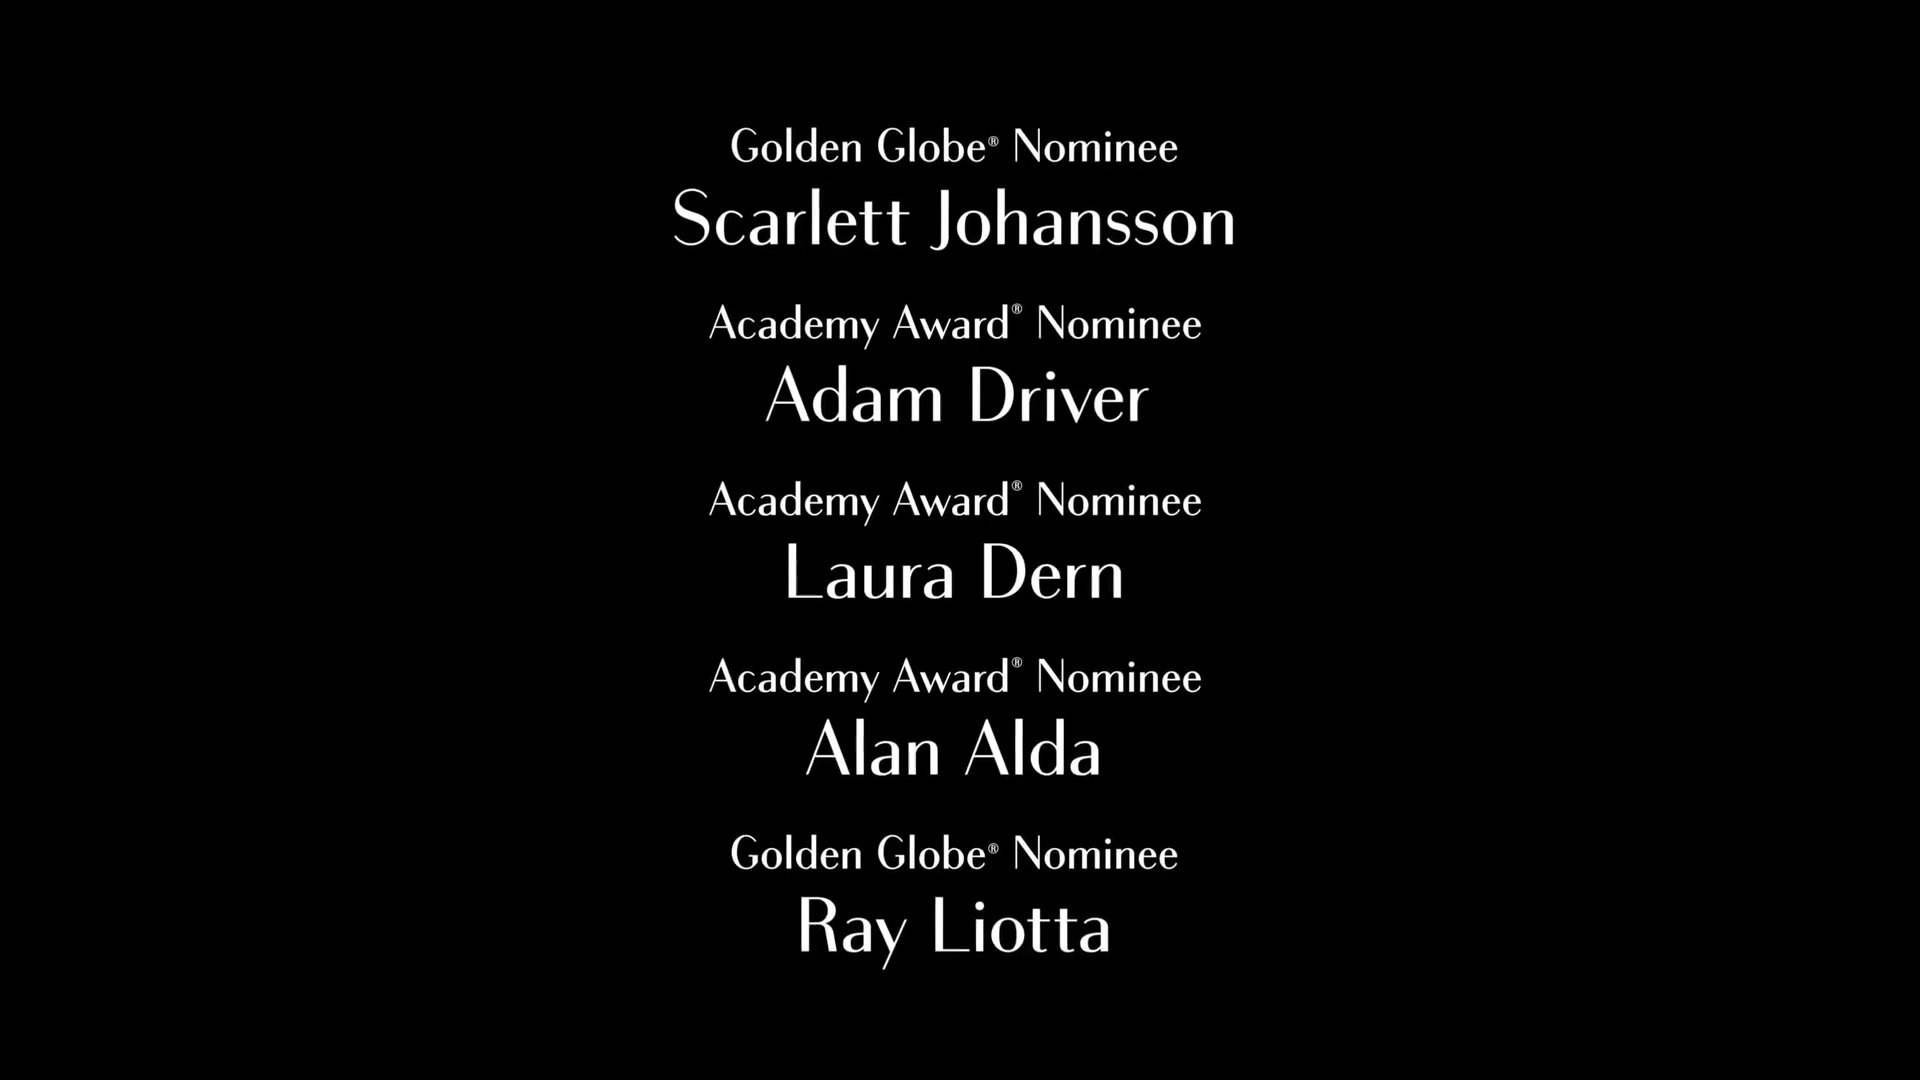 Golden Globe® Nominee
Scarlett Johansson
Academy Award® Nominee
Adam Driver
Academy Award® Nominee
Laura Dern
Academy Award® Nominee
Alan Alda
Golden Globe® Nominee
Ray Liotta